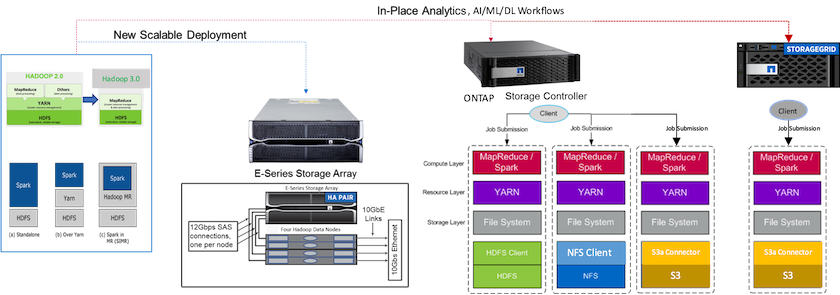 In-Place Analytics, AI/ML/DL Workflows
New Scalable Deployment
HADOOP 2.0
MapReduce
Others
YARN
HDFS
Hadoop 3.0
MapReduce
HDFS
Spark
HDFS
(a) Standalone
Spark
Yarn
HDFS
(b) Over Yarn
Spark
Hadoop MR
HDFS
(c) Spark in
MR (SIMR)
E-Series Storage Array
E-Series Storage Array
HA PAIR
10GbE
Links
12Gbps SAS
connections,
one per node
Four Hadoop Data Nodes
10Gbs Ethernet
ONTAP
Storage Controller
STORAGEGRID
Client
Client
Job Submission
Job Submission
Job Submission
Job Submission
Compute Layer
MapReduce /
Spark
MapReduce /
Spark
MapReduce /
Spark
MapReduce /
Spark
Resource Layer
YARN
YARN
YARN
YARN
Storage Layer
File System
File System
File System
File System
HDFS Client
NFS Client
S3a Connector
S3a Connector
HDFS
NFS
S3
S3